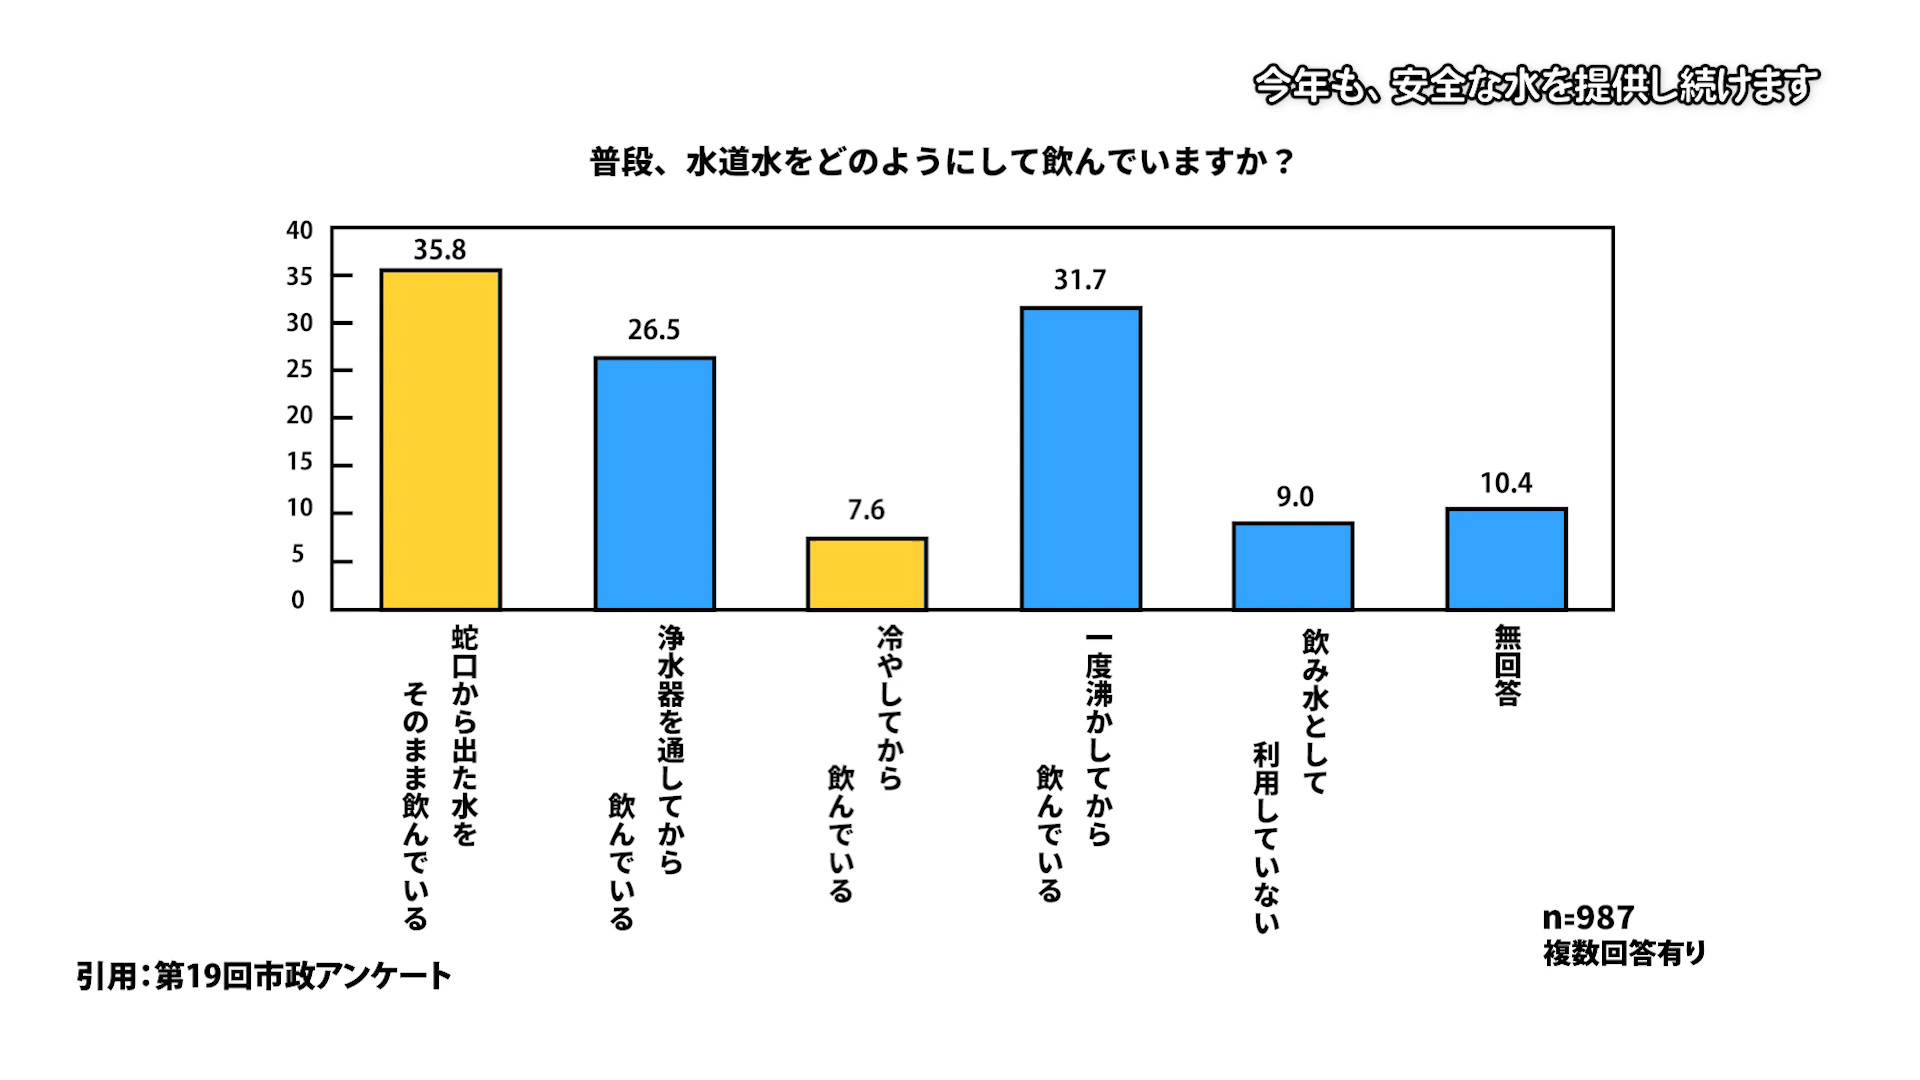 今年も、安全な水を提供し続けます
普段、水道水をどのようにして飲んでいますか？
40
35
30
25
20
15
10
5
0
35.8
26.5
7.6
31.7
9.0
10.4
蛇口から出た水を
そのまま飲んでいる
浄水器を通してから
飲んでいる
冷やしてから
飲んでいる
一度沸かしてから
飲んでいる
飲み水として
利用していない
無回答
n=987
複数回答有り
引用：第19回市政アンケート